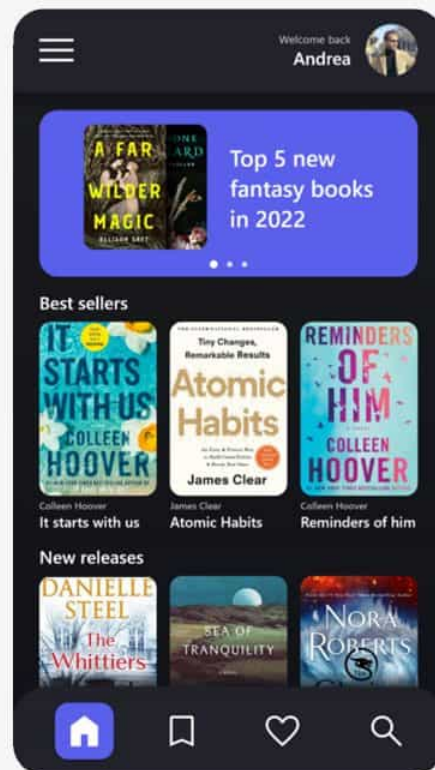 Welcome back
Andrea
A FAR
WILDER
MAGIC
ALLISON SAFT
Top 5 new
fantasy books
in 2022
Best sellers
IT
STARTS
WITH US
COLLEEN
HOOVER
Tiny Changes,
Remarkable Results
Atomic
Habits
James Clear
REMINDERS
OF
HIM
COLLEEN
HOOVER
Colleen Hoover
It starts with us
James Clear
Atomic Habits
Colleen Hoover
Reminders of him
New releases
DANIELLE
STEEL
The
Whittiers
SEA OF
TRANQUILITY
NORA
ROBERTS